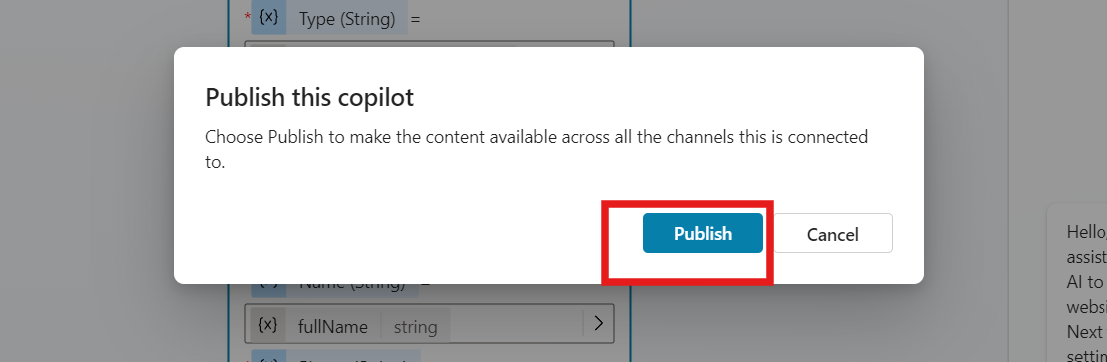 * {x} Type (String) =
Publish this copilot
Choose Publish to make the content available across all the channels this is connected
to.
Publish
Cancel
Name (String) =
{x} fullName string
Hello,
assist
AI to
websi
Next
settin